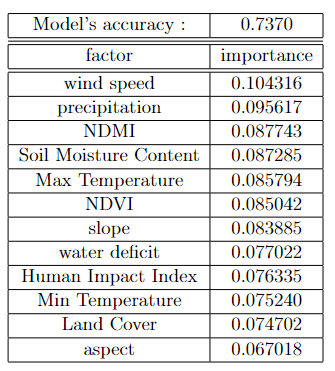 Model's accuracy : 0.7370
factor importance
wind speed 0.104316
precipitation 0.095617
NDMI 0.087743
Soil Moisture Content 0.087285
Max Temperature 0.085794
NDVI 0.085042
slope 0.083885
water deficit 0.077022
Human Impact Index 0.076335
Min Temperature 0.075240
Land Cover 0.074702
aspect 0.067018